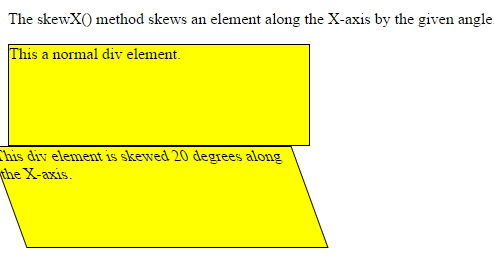 The skewX() method skews an element along the X-axis by the given angle
This a normal div element.
This div element is skewed 20 degrees along
the X-axis.